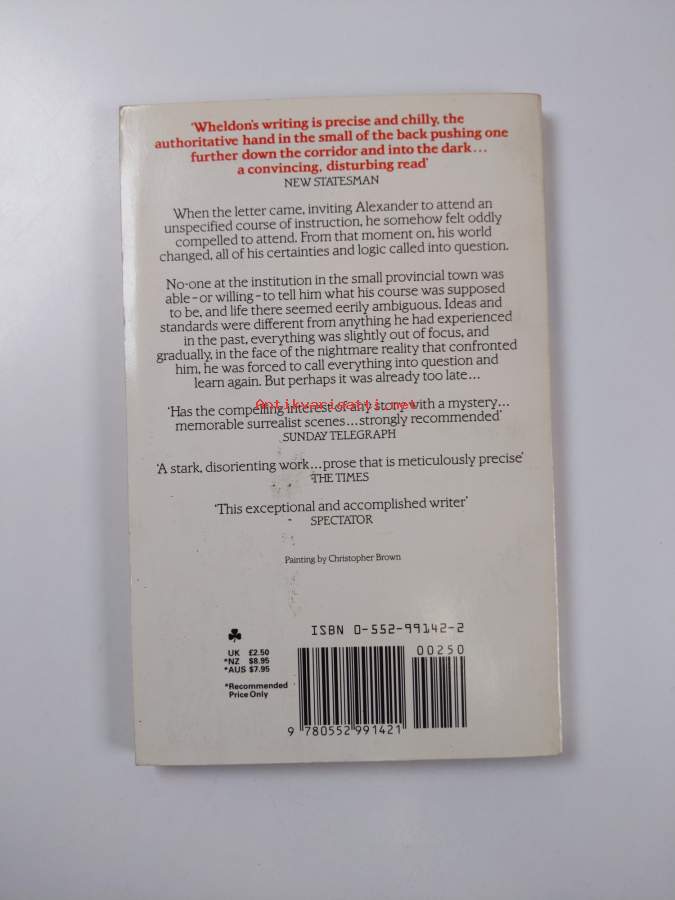 'Wheldon's writing is precise and chilly, the
authoritative hand in the small of the back pushing one
further down the corridor and into the dark...
a convincing, disturbing read'
NEW STATESMAN
When the letter came, inviting Alexander to attend an
unspecified course of instruction, he somehow felt oddly
compelled to attend. From that moment on, his world
changed, all of his certainties and logic called into question.
No-one at the institution in the small provincial town was
able – or willing – to tell him what his course was supposed
to be, and life there seemed eerily ambiguous. Ideas and
standards were different from anything he had experienced
in the past, everything was slightly out of focus, and
gradually, in the face of the nightmare reality that confronted
him, he was forced to call everything into question and
learn again. But perhaps it was already too late...
Antikvariaatti.net
'Has the compelling interest of any story with a mystery...
memorable surrealist scenes...strongly recommended'
SUNDAY TELEGRAPH
'A stark, disorienting work...prose that is meticulously precise'
THE TIMES
'This exceptional and accomplished writer'
SPECTATOR
Painting by Christopher Brown
ISBN 0-552-99142-2
UK £2.50
*NZ $8.95
*AUS $7.95
*Recommended
Price Only
00250
9 780552 991421